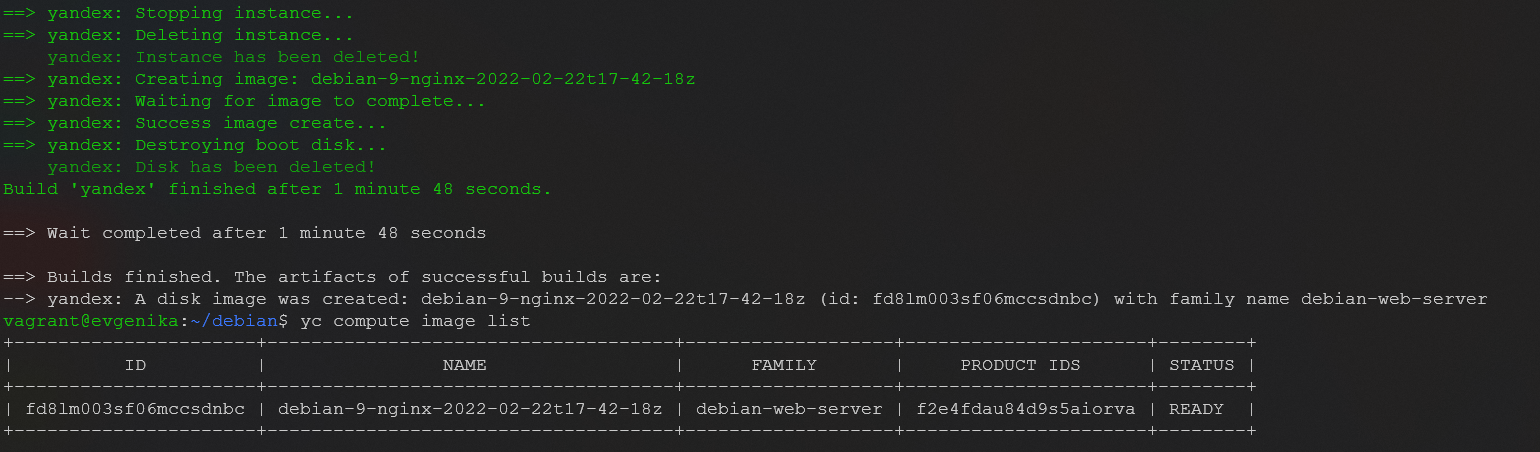 ==> yandex: Stopping instance...
==> yandex: Deleting instance...
    yandex: Instance has been deleted!
==> yandex: Creating image: debian-9-nginx-2022-02-22t17-42-18z
==> yandex: Waiting for image to complete...
==> yandex: Success image create...
==> yandex: Destroying boot disk...
    yandex: Disk has been deleted!
Build 'yandex' finished after 1 minute 48 seconds.

==> Wait completed after 1 minute 48 seconds

==> Builds finished. The artifacts of successful builds are:
--> yandex: A disk image was created: debian-9-nginx-2022-02-22t17-42-18z (id: fd8lm003sf06mccsdnbc) with family name debian-web-server
vagrant@evgenika:~/debian$ yc compute image list
+----------------------+-------------------------------------+-------------------+----------------------+--------+
|          ID          |                NAME                 |      FAMILY       |     PRODUCT IDS      | STATUS |
+----------------------+-------------------------------------+-------------------+----------------------+--------+
| fd8lm003sf06mccsdnbc | debian-9-nginx-2022-02-22t17-42-18z | debian-web-server | f2e4fdau84d9s5aiorva | READY  |
+----------------------+-------------------------------------+-------------------+----------------------+--------+